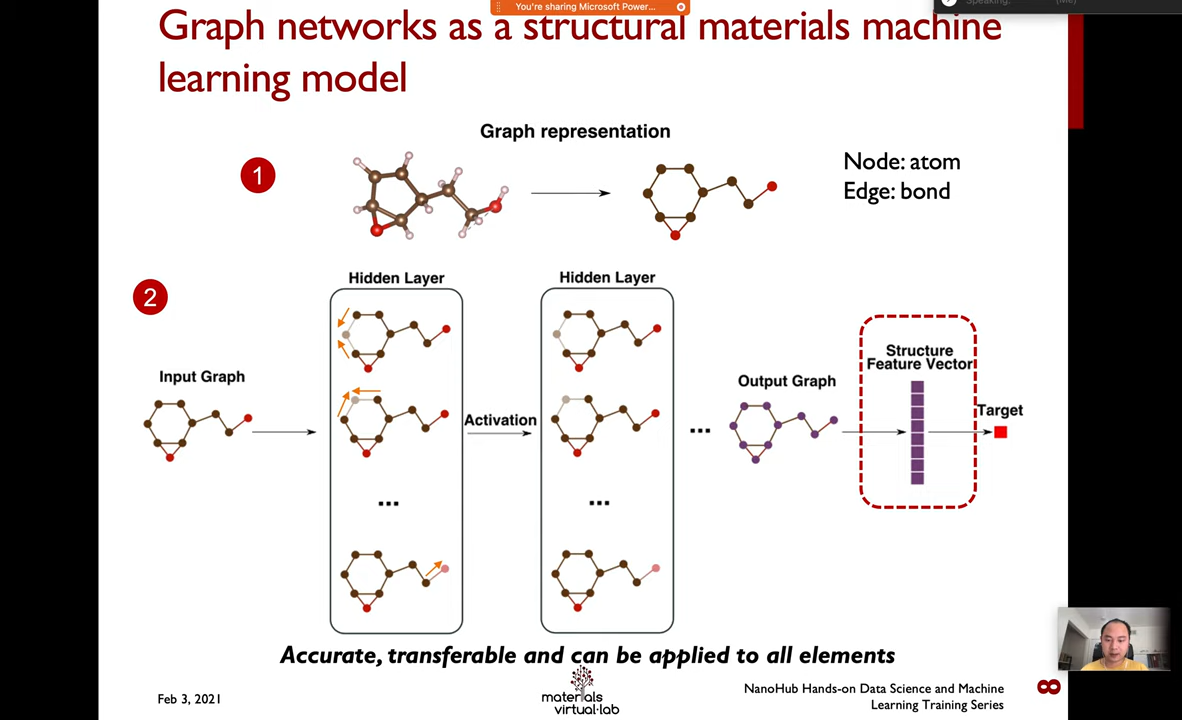 You're sharing Microsoft Power...
Speaking:
(Me)
Graph networks as a structural materials machine
learning model
Graph representation
1
Node: atom
Edge: bond
2
Hidden Layer
Hidden Layer
Input Graph
Activation
...
...
...
Output Graph
Structure
Feature Vector
Target
Accurate, transferable and can be applied to all elements
Feb 3, 2021
materials
virtual·lab
NanoHub Hands-on Data Science and Machine
Learning Training Series
8